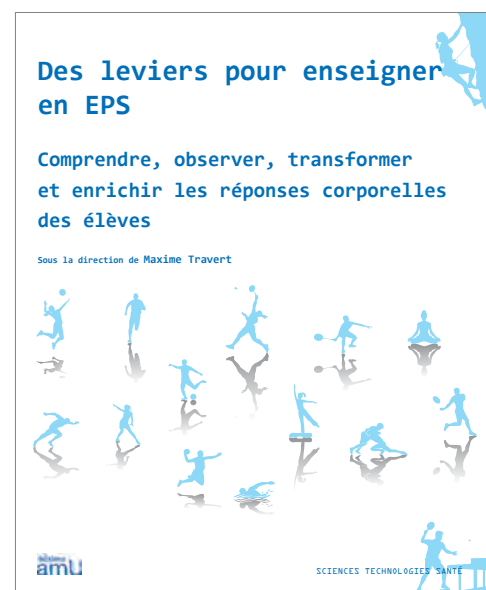 Des leviers pour enseigner
en EPS
Comprendre, observer, transformer
et enrichir les réponses corporelles
des élèves
Sous la direction de Maxime Travert
amU
SCIENCES TECHNOLOGIES SANTÉ